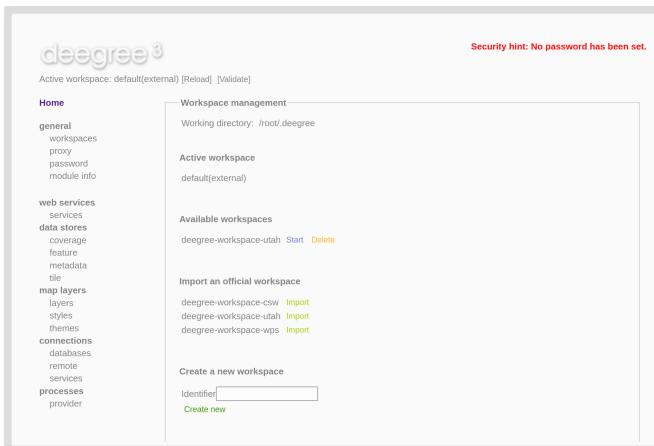 deegree 3
Security hint: No password has been set.
Active workspace: default(external) [Reload] [Validate]
Home
general
workspaces
proxy
password
module info
web services
services
data stores
coverage
feature
metadata
tile
map layers
layers
styles
themes
connections
databases
remote
services
processes
provider
Workspace management
Working directory: /root/.deegree
Active workspace
default(external)
Available workspaces
deegree-workspace-utah Start Delete
Import an official workspace
deegree-workspace-csw Import
deegree-workspace-utah Import
deegree-workspace-wps Import
Create a new workspace
Identifier
Create new